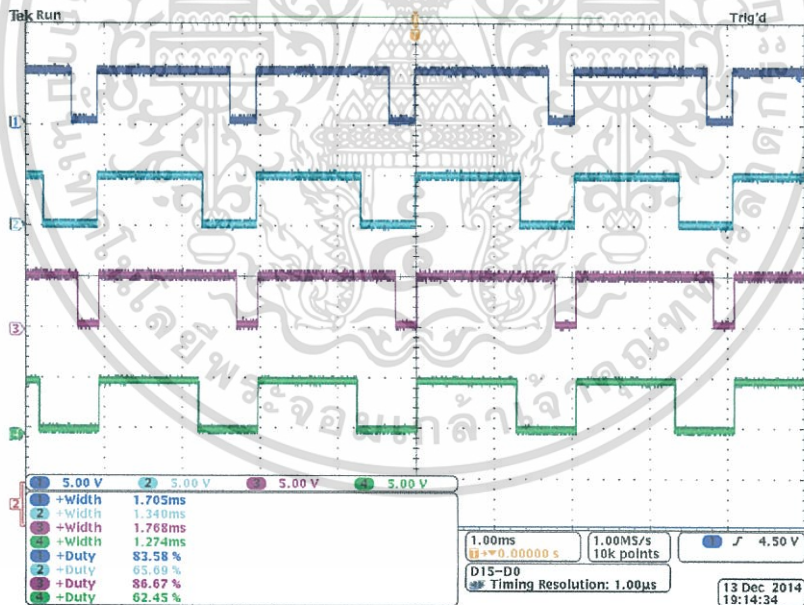 Tek Run
Trig'd
1
2
3
4
2
1 5.00 V 2 5.00 V 3 5.00 V 4 5.00 V
1 +Width 1.705ms
2 +Width 1.340ms
3 +Width 1.768ms
4 +Width 1.274ms
1 +Duty 83.58 %
2 +Duty 65.69 %
3 +Duty 86.67 %
4 +Duty 62.45 %
1.00ms
T→▼0.00000 s
1.00MS/s
10k points
1 ∫ 4.50 V
D15-D0
Timing Resolution: 1.00µs
13 Dec 2014
19:14:34